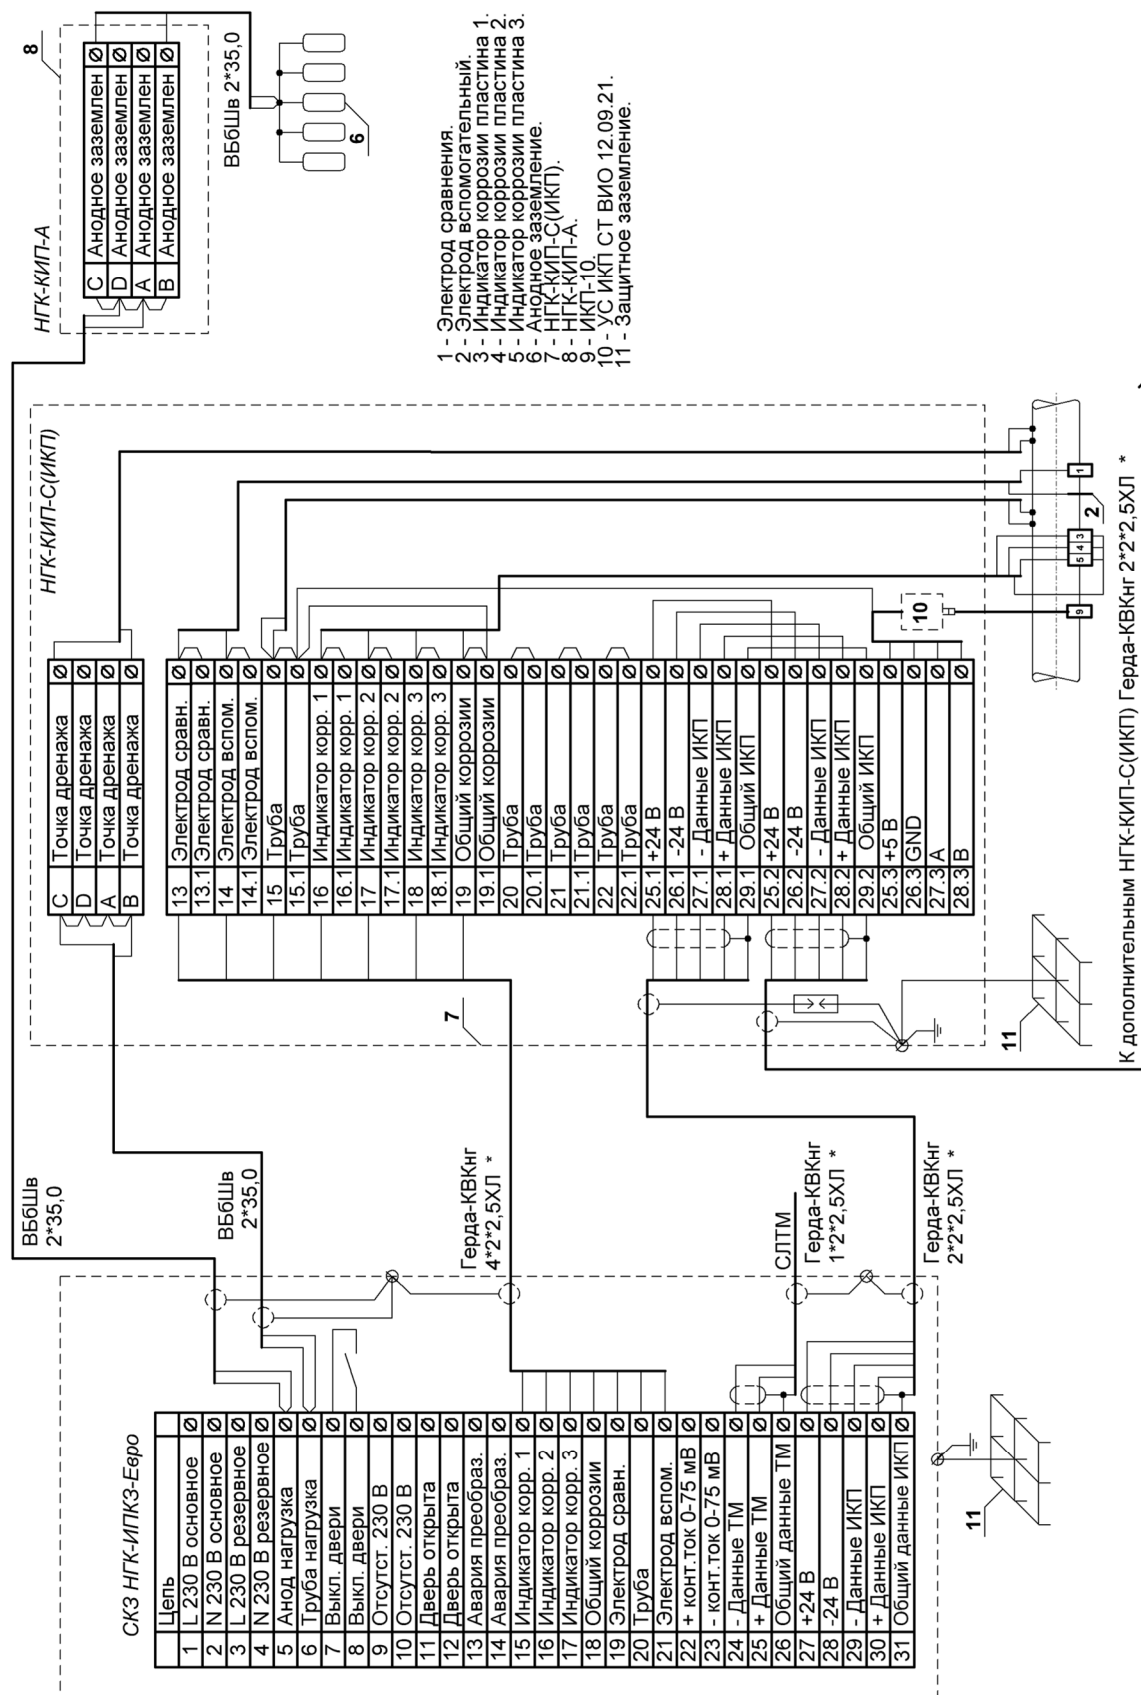 НГК-КИП-А
8
C Анодное заземлен Ø
D Анодное заземлен Ø
A Анодное заземлен Ø
B Анодное заземлен Ø
ВБбШв 2*35,0
6
1 - Электрод сравнения.
2 - Электрод вспомогательный.
3 - Индикатор коррозии пластина 1.
4 - Индикатор коррозии пластина 2.
5 - Индикатор коррозии пластина 3.
6 - Анодное заземление.
7 - НГК-КИП-С(ИКП).
8 - НГК-КИП-А.
9 - ИКП-10.
10 - УС ИКП СТ ВИО 12.09.21.
11 - Защитное заземление.
НГК-КИП-С(ИКП)
C Точка дренажа Ø
D Точка дренажа Ø
A Точка дренажа Ø
B Точка дренажа Ø
13 Электрод сравн. Ø
13.1 Электрод сравн. Ø
14 Электрод вспом. Ø
14.1 Электрод вспом. Ø
15 Труба Ø
15.1 Труба Ø
16 Индикатор корр. 1 Ø
16.1 Индикатор корр. 1 Ø
17 Индикатор корр. 2 Ø
17.1 Индикатор корр. 2 Ø
18 Индикатор корр. 3 Ø
18.1 Индикатор корр. 3 Ø
19 Общий коррозии Ø
19.1 Общий коррозии Ø
20 Труба Ø
20.1 Труба Ø
21 Труба Ø
21.1 Труба Ø
22 Труба Ø
22.1 Труба Ø
25.1 +24 В Ø
26.1 -24 В Ø
27.1 - Данные ИКП Ø
28.1 + Данные ИКП Ø
29.1 Общий ИКП Ø
25.2 +24 В Ø
26.2 -24 В Ø
27.2 - Данные ИКП Ø
28.2 + Данные ИКП Ø
29.2 Общий ИКП Ø
25.3 +5 В Ø
26.3 GND Ø
27.3 A Ø
28.3 B Ø
7
10
1
2
3
4
5
9
11
К дополнительным НГК-КИП-С(ИКП) Герда-КВКнг 2*2*2,5ХЛ *
ВБбШв
2*35,0
ВБбШв
2*35,0
Герда-КВКнг
4*2*2,5ХЛ *
СЛТМ
Герда-КВКнг
1*2*2,5ХЛ *
Герда-КВКнг
2*2*2,5ХЛ *
СКЗ НГК-ИПКЗ-Евро
Цепь
1 L 230 В основное Ø
2 N 230 В основное Ø
3 L 230 В резервное Ø
4 N 230 В резервное Ø
5 Анод нагрузка Ø
6 Труба нагрузка Ø
7 Выкл. двери Ø
8 Выкл. двери Ø
9 Отсутст. 230 В Ø
10 Отсутст. 230 В Ø
11 Дверь открыта Ø
12 Дверь открыта Ø
13 Авария преобраз. Ø
14 Авария преобраз. Ø
15 Индикатор корр. 1 Ø
16 Индикатор корр. 2 Ø
17 Индикатор корр. 3 Ø
18 Общий коррозии Ø
19 Электрод сравн. Ø
20 Труба Ø
21 Электрод вспом. Ø
22 + конт.ток 0-75 мВ Ø
23 - конт.ток 0-75 мВ Ø
24 - Данные ТМ Ø
25 + Данные ТМ Ø
26 Общий данные ТМ Ø
27 +24 В Ø
28 -24 В Ø
29 - Данные ИКП Ø
30 + Данные ИКП Ø
31 Общий данные ИКП Ø
11